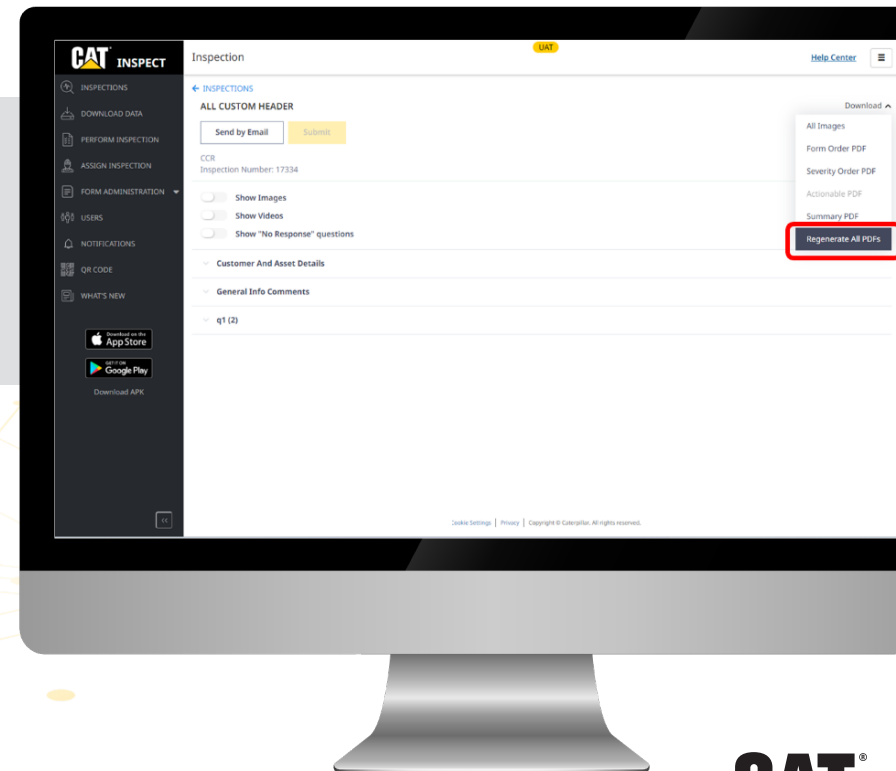 CAT INSPECT
Inspection
UAT
Help Center
INSPECTIONS
DOWNLOAD DATA
PERFORM INSPECTION
ASSIGN INSPECTION
FORM ADMINISTRATION
USERS
NOTIFICATIONS
QR CODE
WHAT'S NEW
Download on the
App Store
GET IT ON
Google Play
Download APK
INSPECTIONS
ALL CUSTOM HEADER
Download
Send by Email
Submit
CCR
Inspection Number: 17334
Show Images
Show Videos
Show "No Response" questions
Customer And Asset Details
General Info Comments
q1 (2)
All Images
Form Order PDF
Severity Order PDF
Actionable PDF
Summary PDF
Regenerate All PDFs
Cookie Settings | Privacy | Copyright © Caterpillar. All rights reserved.
CAT®